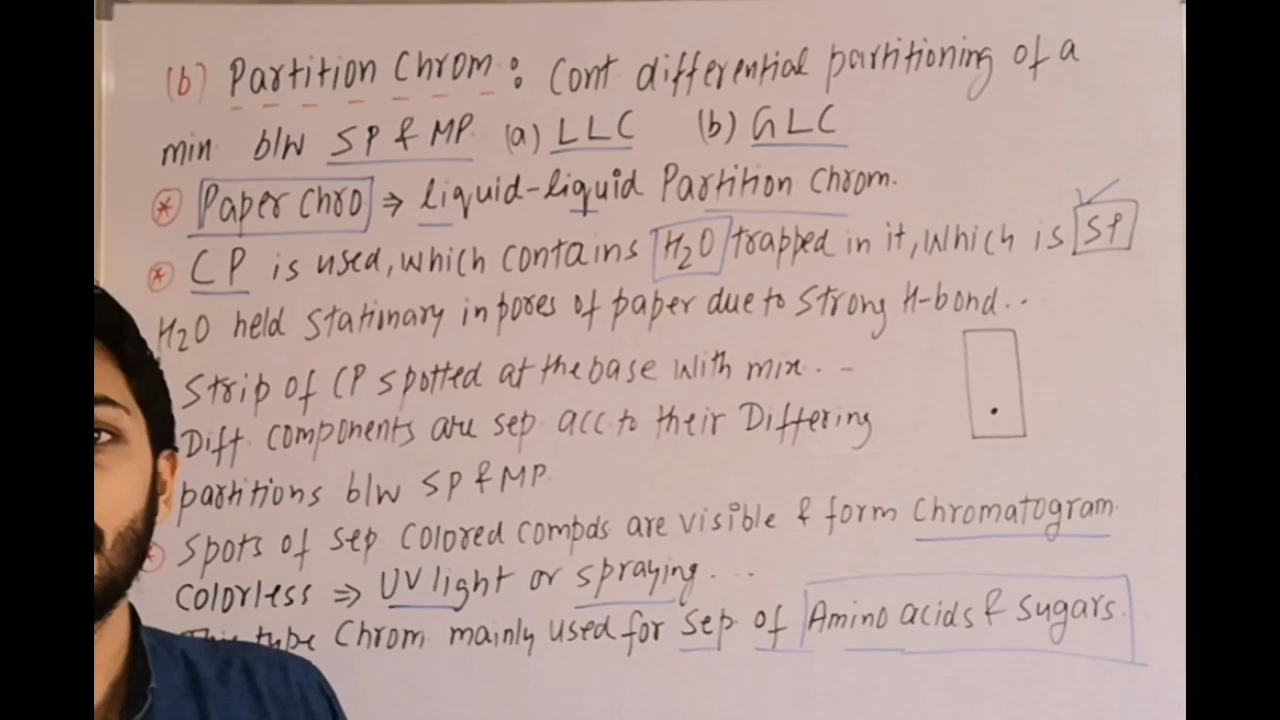 (b) Partition Chrom: Cont differential partitioning of a
min b/w SP & MP. (a) LLC (b) GLC
* Paper Chro ⇒ liquid-liquid Partition Chrom.
* CP is used, which contains H2O trapped in it, Which is SP
H2O held stationary in pores of paper due to strong H-bond..
Strip of CP spotted at the base With mix. . -
Diff components are sep acc to their Differing
partitions b/w SP & MP.
* Spots of sep Colored compds are visible & form Chromatogram.
Colorless ⇒ UV light or spraying...
This type Chrom mainly used for Sep of Amino acids & Sugars.